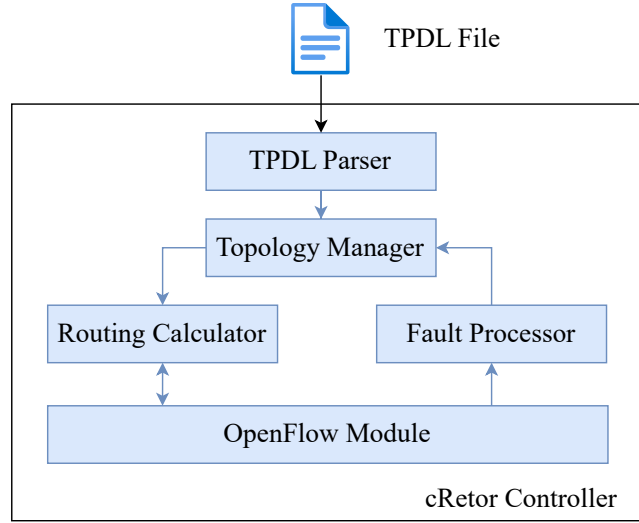 TPDL File
TPDL Parser
Topology Manager
Routing Calculator
Fault Processor
OpenFlow Module
cRetor Controller